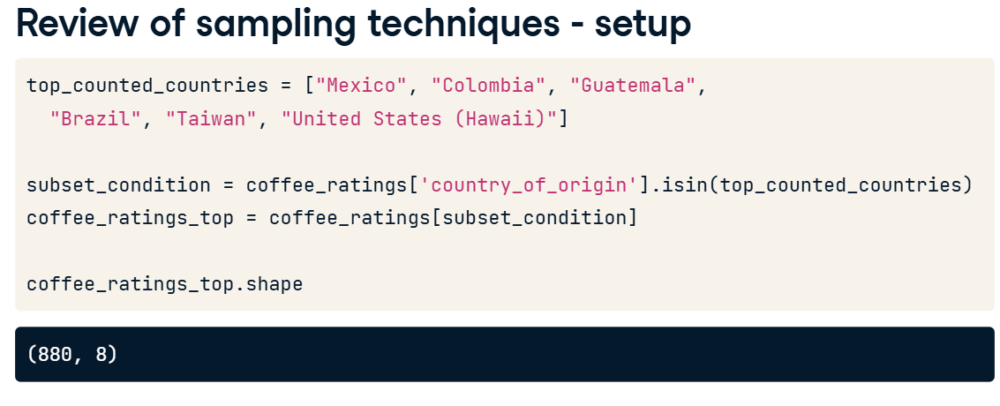 Review of sampling techniques - setup
top_counted_countries = ["Mexico", "Colombia", "Guatemala",
  "Brazil", "Taiwan", "United States (Hawaii)"]
subset_condition = coffee_ratings['country_of_origin'].isin(top_counted_countries)
coffee_ratings_top = coffee_ratings[subset_condition]
coffee_ratings_top.shape
(880, 8)